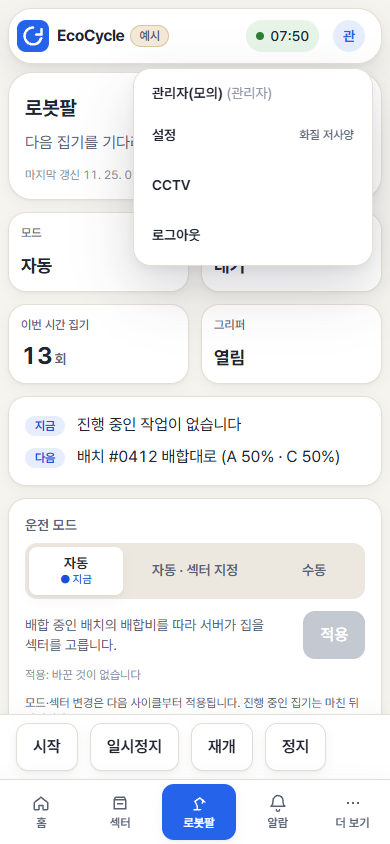 EcoCycle 예시 07:50 관
로봇팔
다음 집기를
마지막 갱신 11. 25.
관리자(모의) (관리자)
설정 화질 저사양
CCTV
로그아웃
모드
자동
대기
이번 시간 집기
13회
그리퍼
열림
지금 진행 중인 작업이 없습니다
다음 배치 #0412 배합대로 (A 50% · C 50%)
운전 모드
자동
지금
자동 · 섹터 지정
수동
배합 중인 배치의 배합비를 따라 서버가 집을
섹터를 고릅니다.
적용
적용: 바꾼 것이 없습니다
모드·섹터 변경은 다음 사이클부터 적용됩니다. 진행 중인 집기는 마친 뒤
시작 일시정지 재개 정지
홈 섹터 로봇팔 알람 더 보기